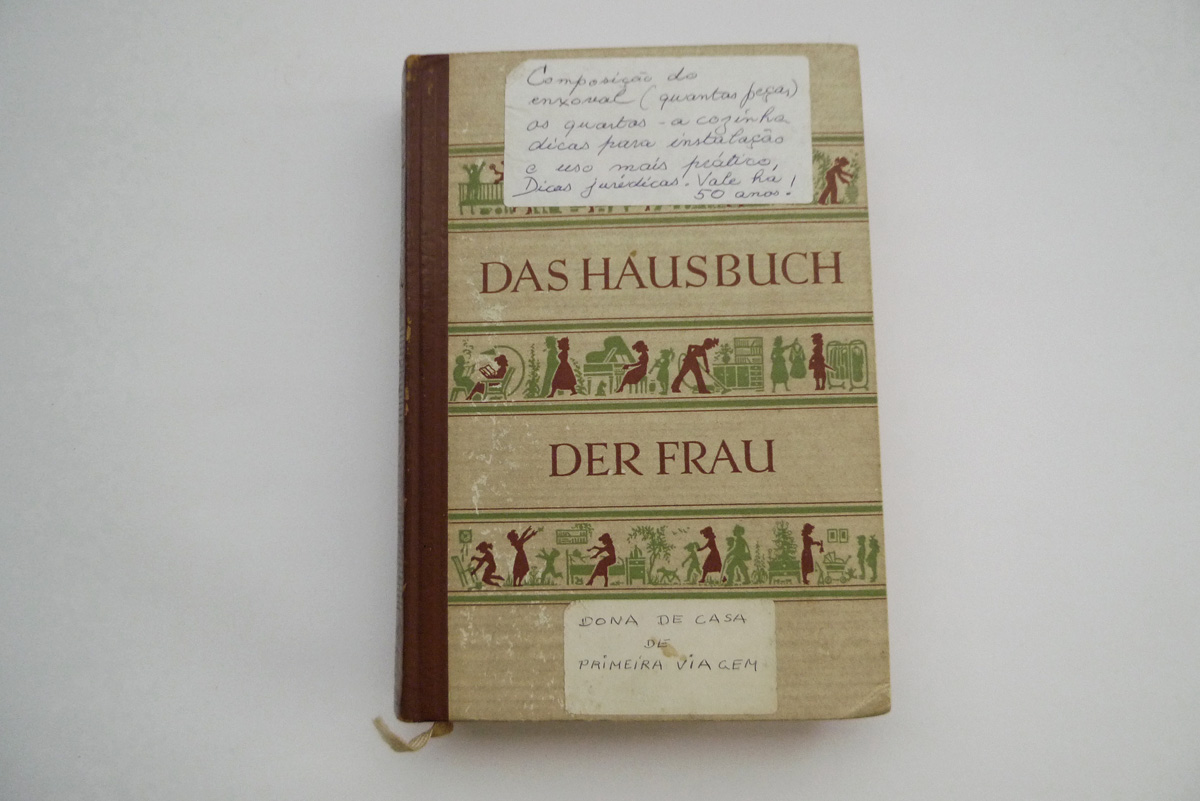 Composição do
enxoval (quantas peças)
os quartos - a cozinha
dicas para instalação
e uso mais prático,
Dicas jurídicas. Vale há
50 anos!
DAS HAUSBUCH
DER FRAU
DONA DE CASA
DE
PRIMEIRA VIAGEM